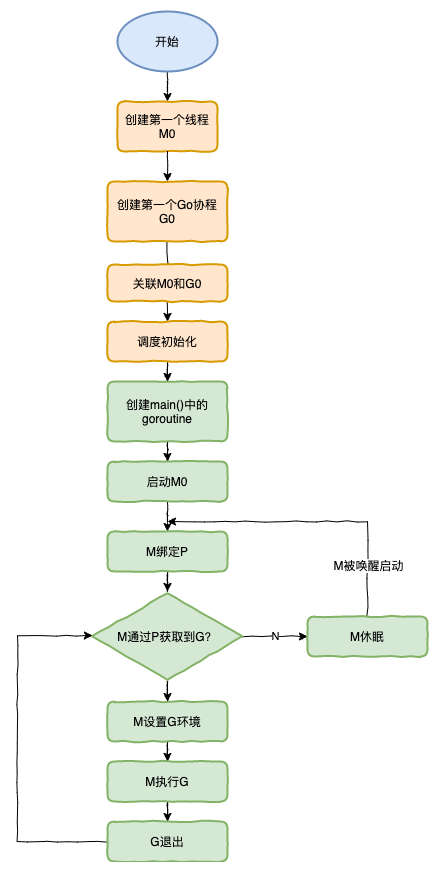 开始
创建第一个线程
M0
创建第一个Go协程
G0
关联M0和G0
调度初始化
创建main()中的
goroutine
启动M0
M绑定P
M被唤醒启动
M通过P获取到G?
N
M休眠
M设置G环境
M执行G
G退出